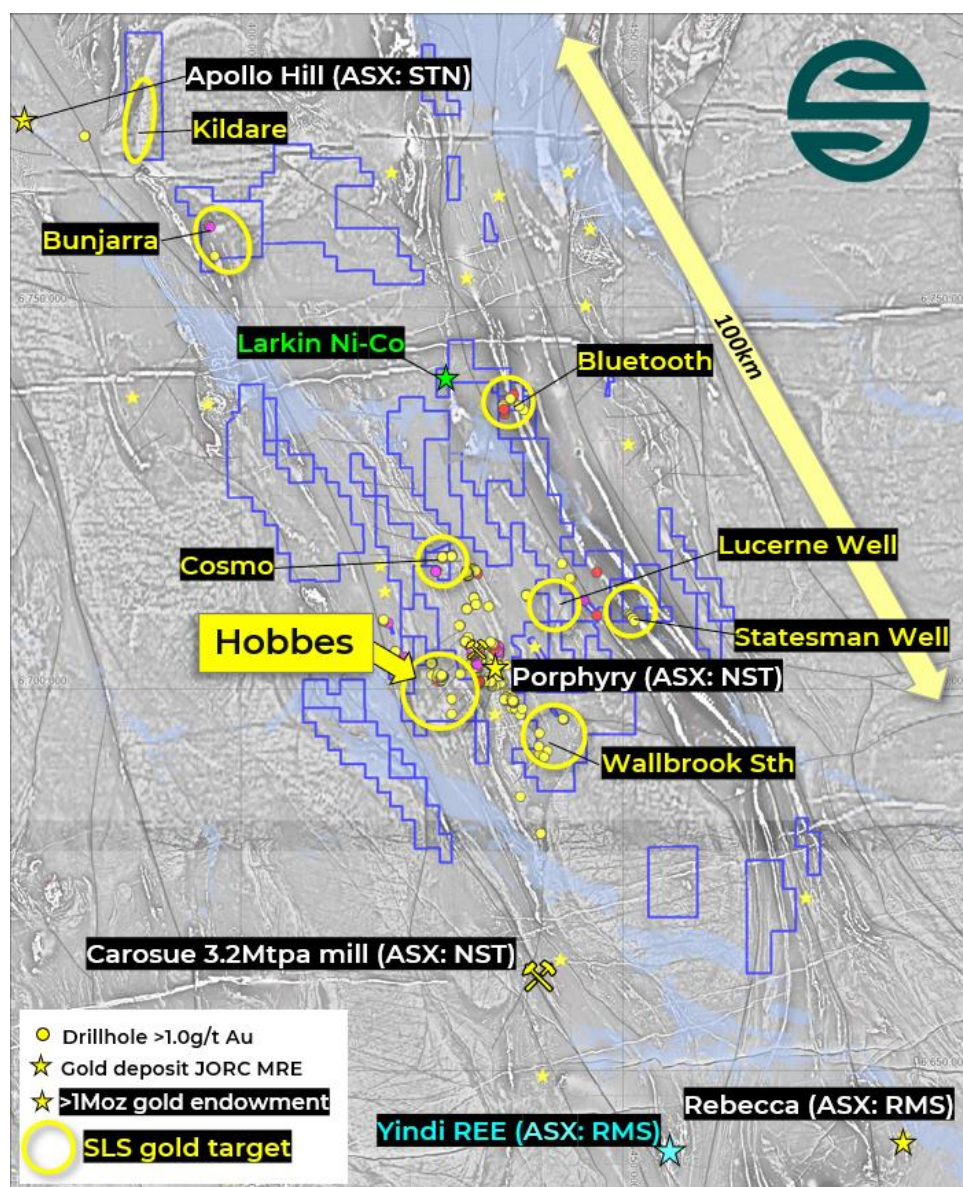 Apollo Hill (ASX: STN)
Kildare
Bunjarra
6,750,000
6,750,000
Larkin Ni-Co
100km
Bluetooth
Lucerne Well
Cosmo
Statesman Well
Hobbes
Porphyry (ASX: NST)
6,700,000
Wallbrook Sth
Carosue 3.2Mtpa mill (ASX: NST)
Drillhole >1.0g/t Au
Gold deposit JORC MRE
>1Moz gold endowment
SLS gold target
6,650,000
Rebecca (ASX: RMS)
Yindi REE (ASX: RMS)